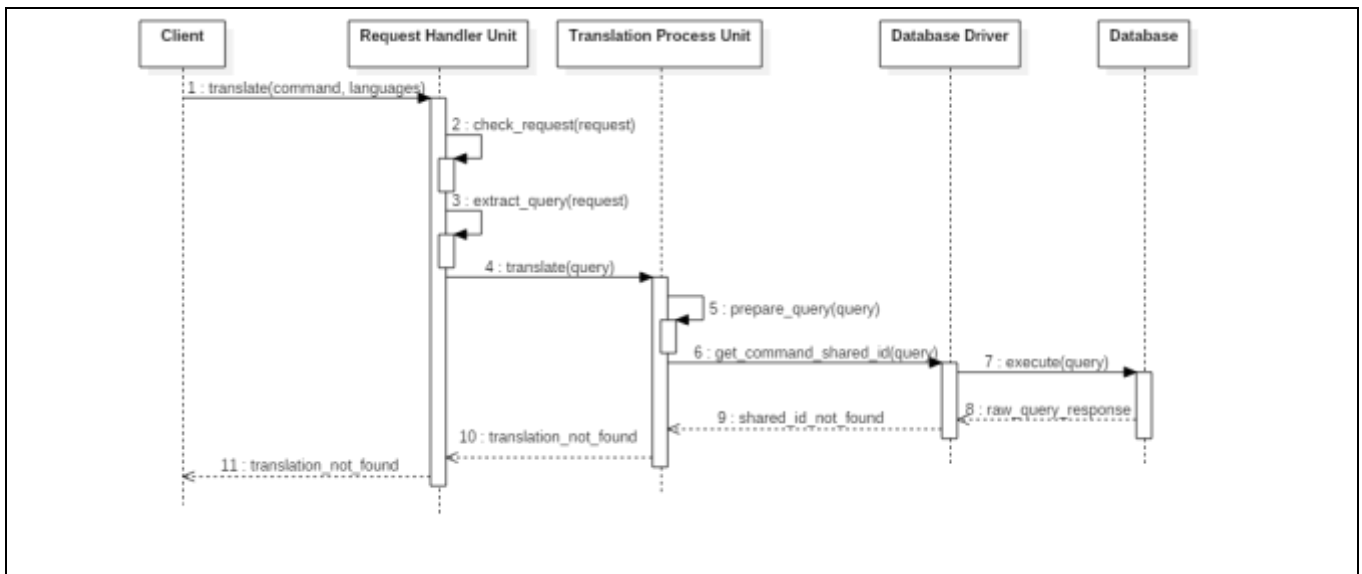 Client
Request Handler Unit
Translation Process Unit
Database Driver
Database
1 : translate(command, languages)
2 : check_request(request)
3 : extract_query(request)
4 : translate(query)
5 : prepare_query(query)
6 : get_command_shared_id(query)
7 : execute(query)
8 : raw_query_response
9 : shared_id_not_found
10 : translation_not_found
11 : translation_not_found